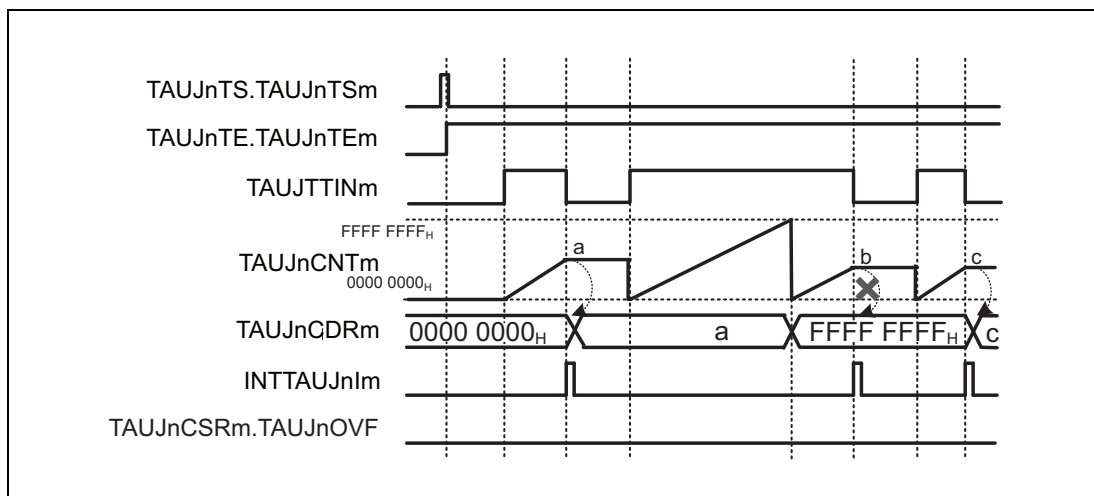 TAUJnTS.TAUJnTSm
TAUJnTE.TAUJnTEm
TAUJTTINm
FFFF FFFFH
TAUJnCNTm
0000 0000H
a
b
c
TAUJnCDRm
0000 0000H
a
FFFF FFFFH
c
INTTAUJnIm
TAUJnCSRm.TAUJnOVF